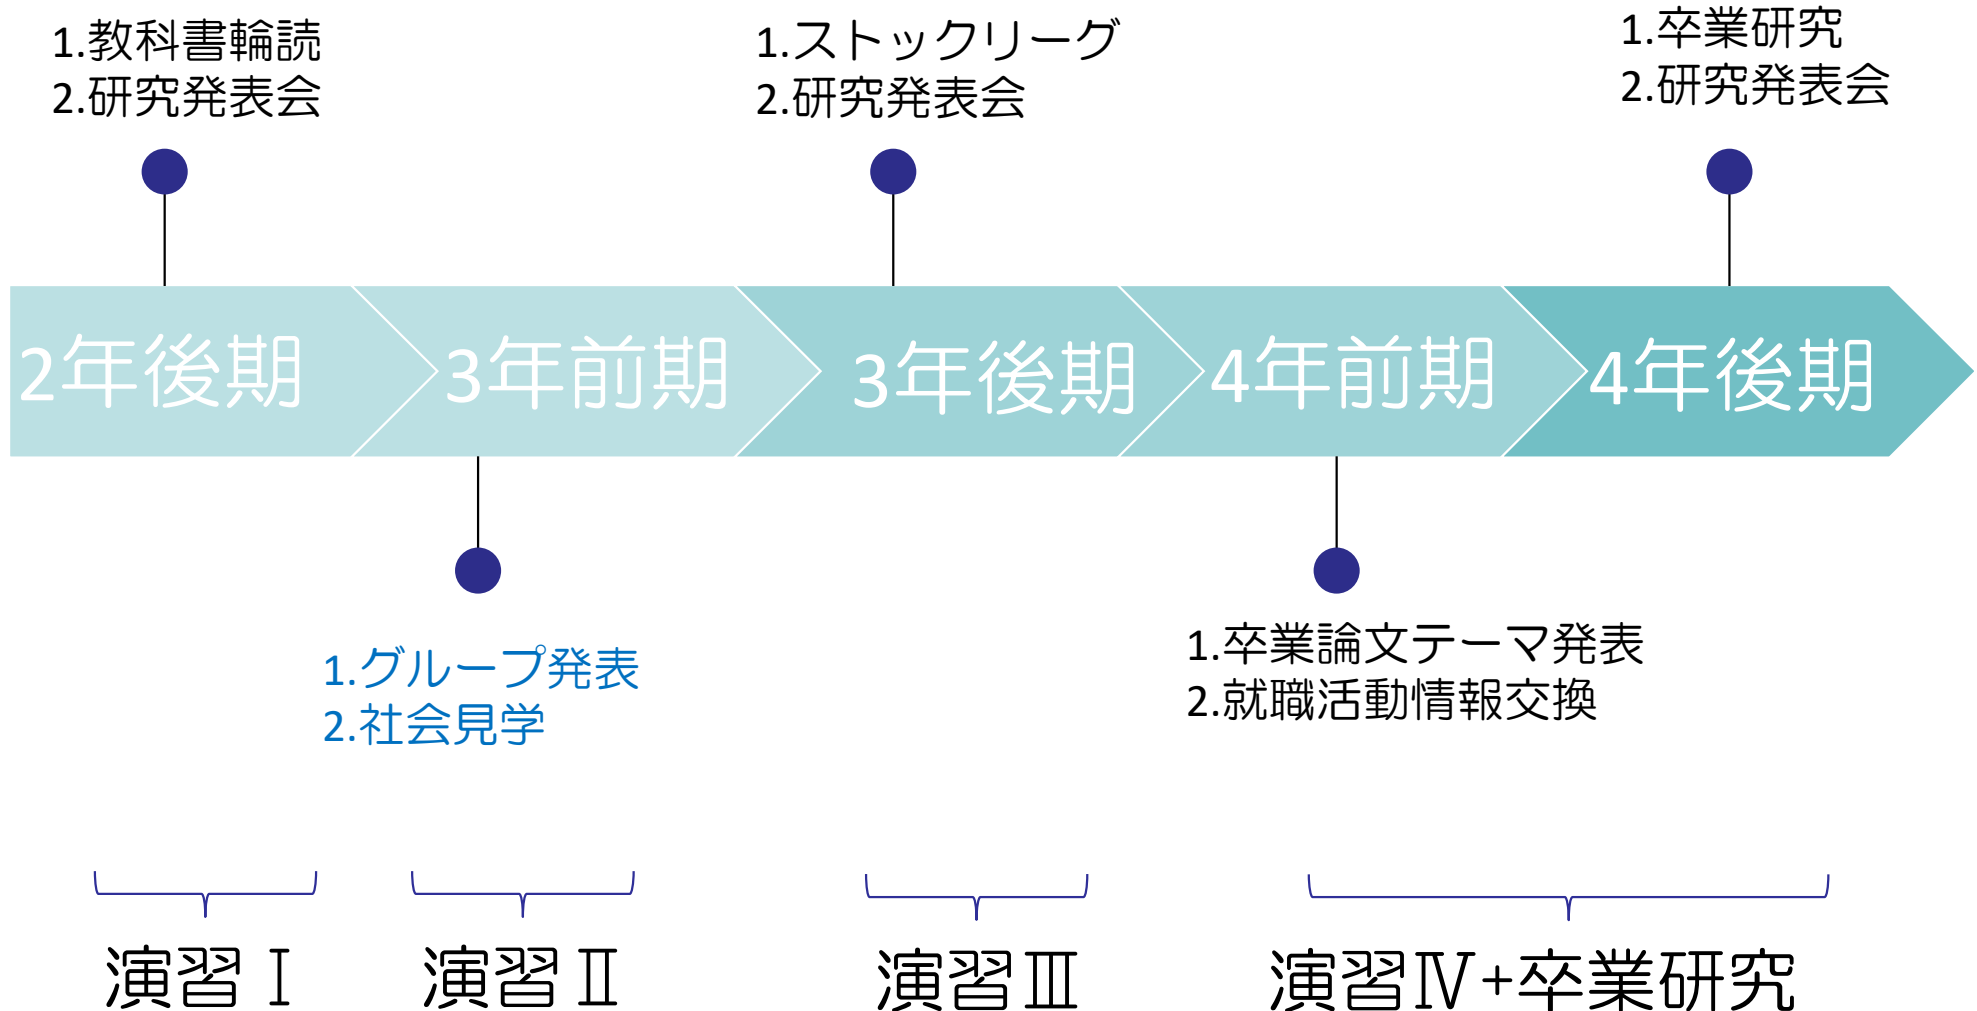 1.教科書輪読
2.研究発表会
1.ストックリーグ
2.研究発表会
1.卒業研究
2.研究発表会
2年後期
3年前期
3年後期
4年前期
4年後期
1.グループ発表
2.社会見学
1.卒業論文テーマ発表
2.就職活動情報交換
演習Ⅰ
演習Ⅱ
演習Ⅲ
演習Ⅳ+卒業研究